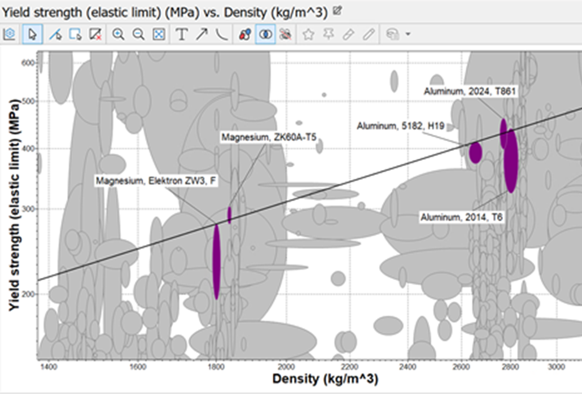 Yield strength (elastic limit) (MPa) vs. Density (kg/m^3)
600
500
400
300
200
Yield strength (elastic limit) (MPa)
Aluminum, 2024, T861
Aluminum, 5182, H19
Magnesium, ZK60A-T5
Magnesium, Elektron ZW3, F
Aluminum, 2014, T6
1400 1600 1800 2000 2200 2400 2600 2800 3000
Density (kg/m^3)